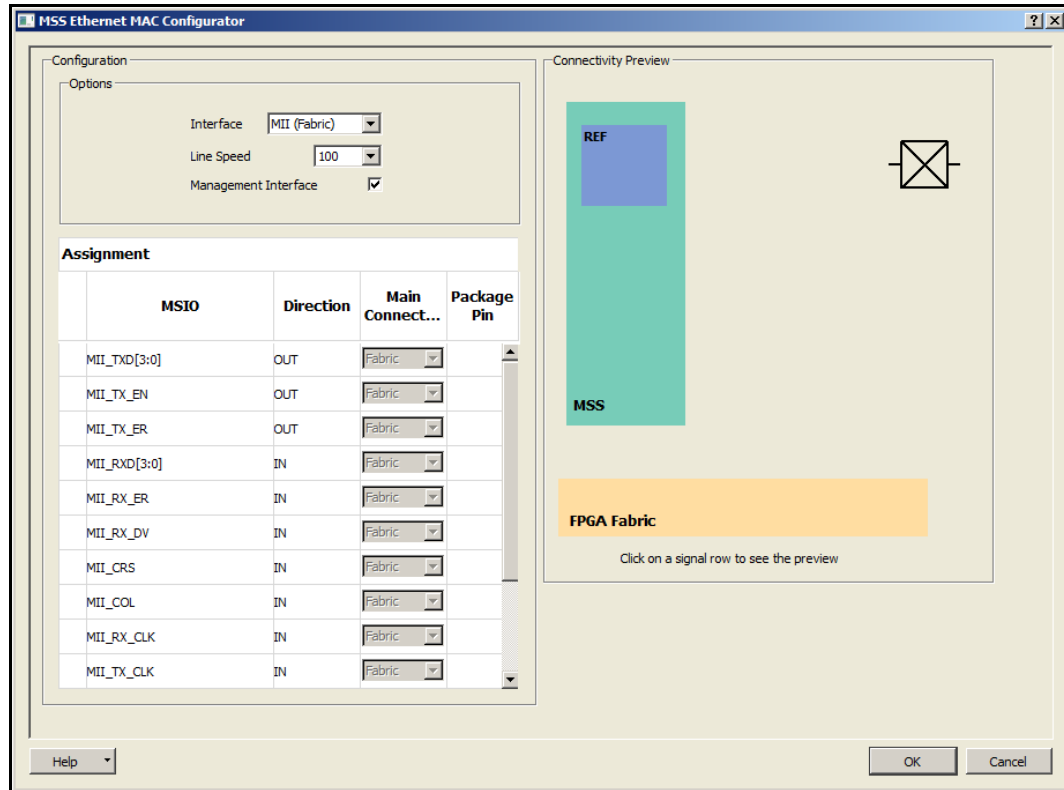 MSS Ethernet MAC Configurator
Configuration
Options
Interface MII (Fabric)
Line Speed 100
Management Interface
Assignment
MSIO Direction Main Connect... Package Pin
MII_TXD[3:0] OUT Fabric
MII_TX_EN OUT Fabric
MII_TX_ER OUT Fabric
MII_RXD[3:0] IN Fabric
MII_RX_ER IN Fabric
MII_RX_DV IN Fabric
MII_CRS IN Fabric
MII_COL IN Fabric
MII_RX_CLK IN Fabric
MII_TX_CLK IN Fabric
Connectivity Preview
REF
MSS
FPGA Fabric
Click on a signal row to see the preview
Help OK Cancel